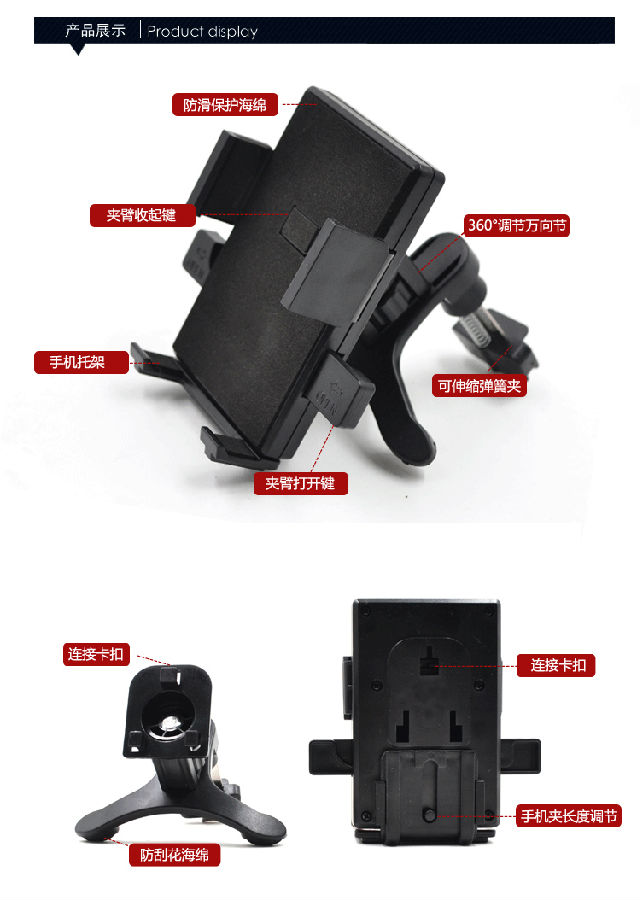 产品展示 Product display
防滑保护海绵
夹臂收起键
360°调节万向节
手机托架
可伸缩弹簧夹
夹臂打开键
连接卡扣
连接卡扣
手机夹长度调节
防刮花海绵